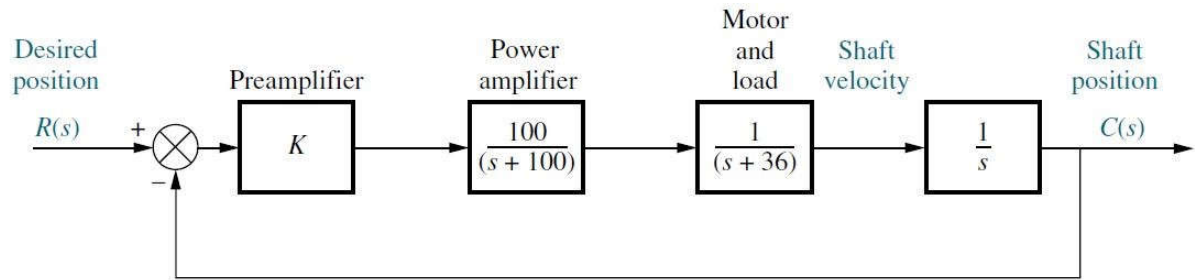 Desired
position
R(s)
+
−
Preamplifier
K
Power
amplifier
100
(s + 100)
Motor
and
load
1
(s + 36)
Shaft
velocity
1
s
Shaft
position
C(s)